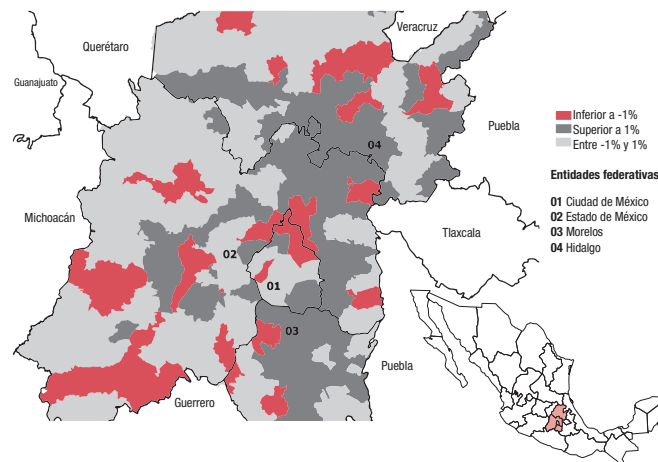 Veracruz
Querétaro
Guanajuato
Inferior a -1%
Superior a 1%
Entre -1% y 1%
Puebla
04
Entidades federativas
01 Ciudad de México
02 Estado de México
03 Morelos
04 Hidalgo
Michoacán
Tlaxcala
02
01
03
Puebla
Guerrero